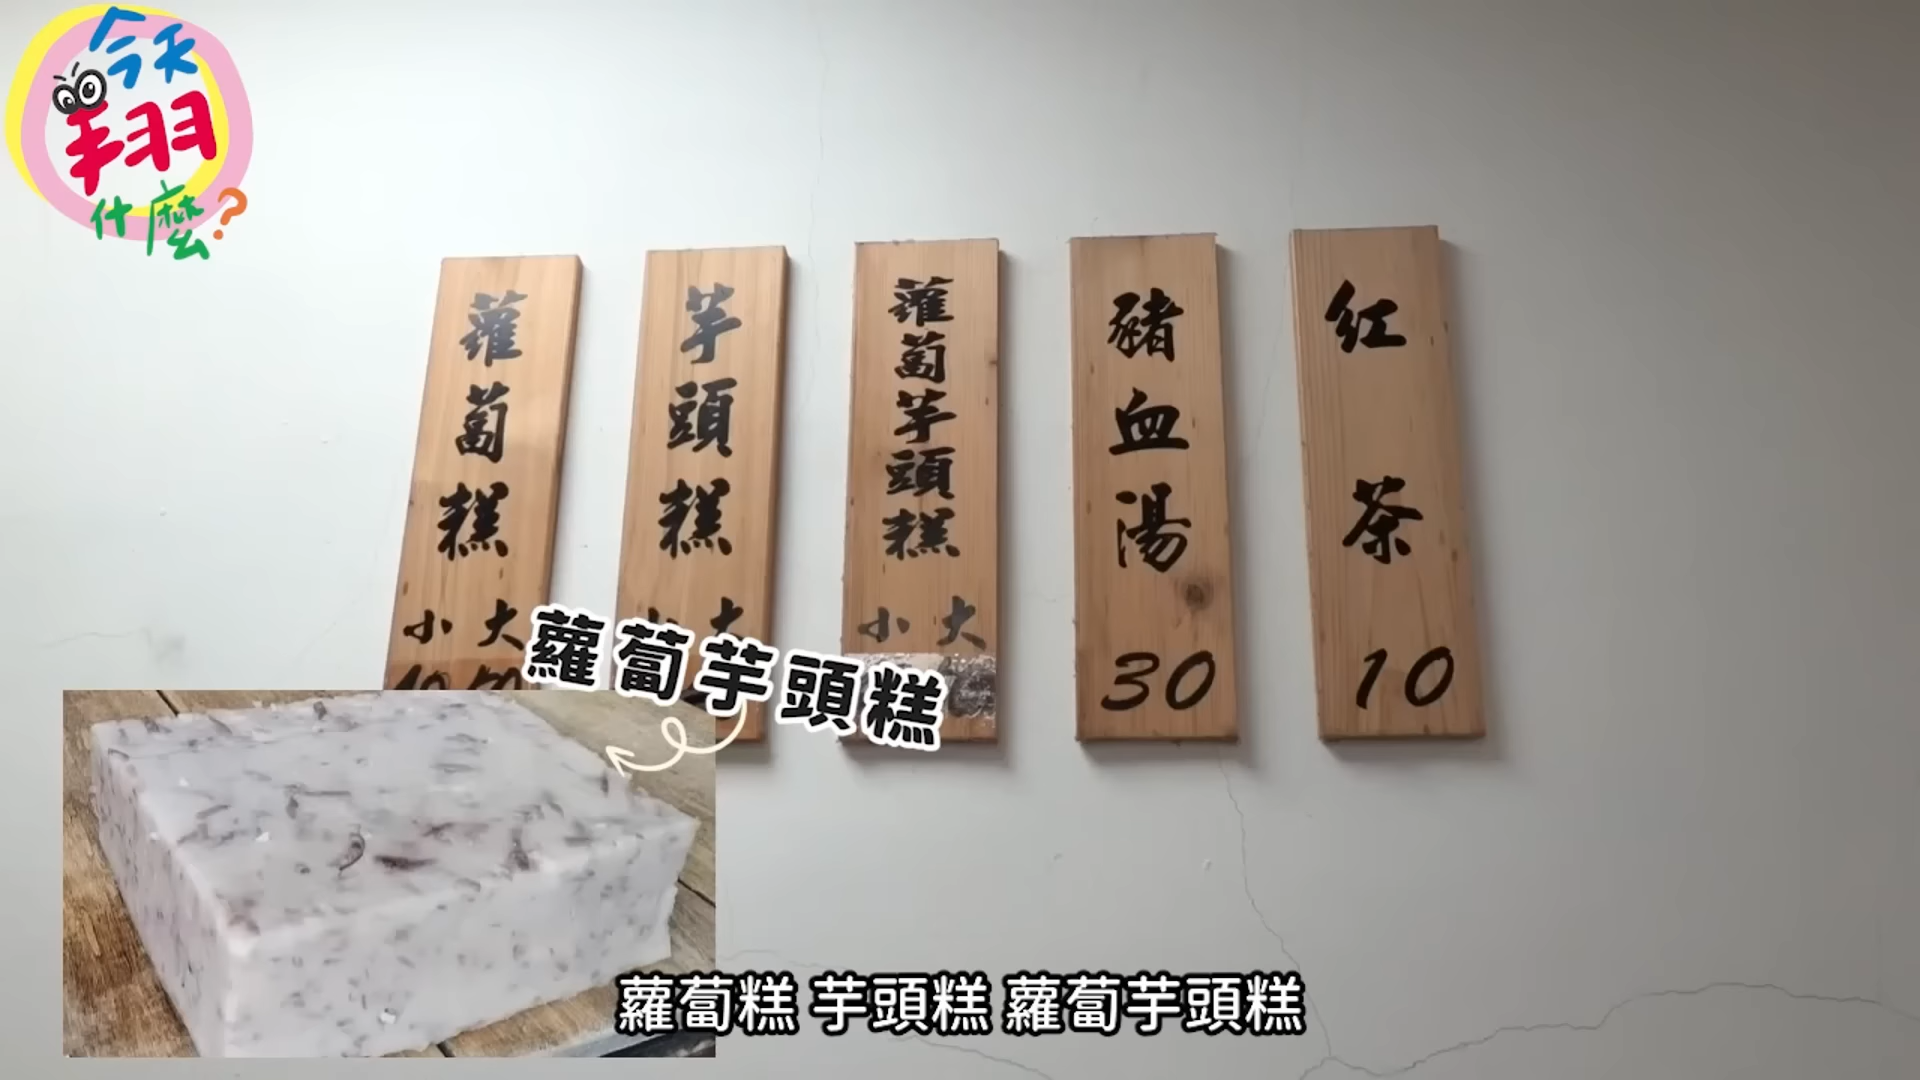 今天
翔
什麼?
蘿蔔糕
小 大
芋頭糕
大
蘿蔔芋頭糕
小 大
豬血湯
30
紅茶
10
蘿蔔芋頭糕
蘿蔔糕 芋頭糕 蘿蔔芋頭糕